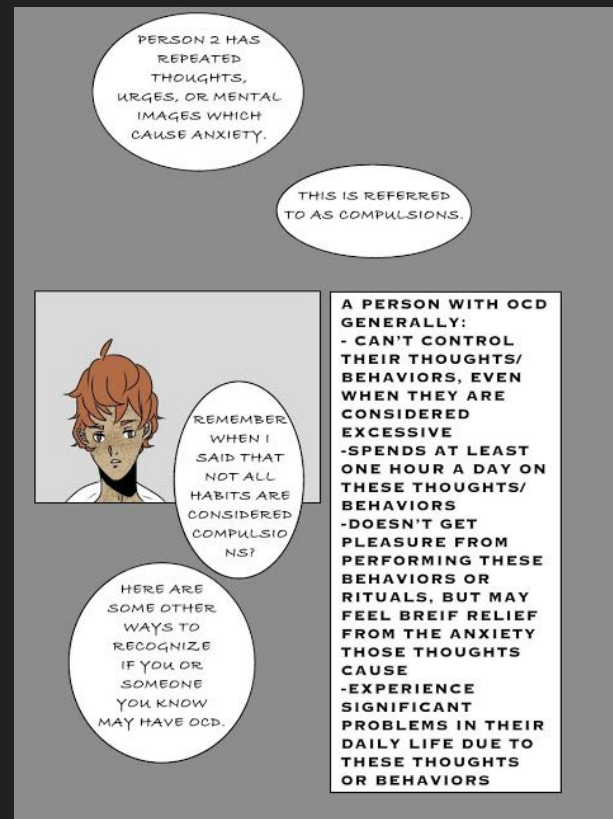 PERSON 2 HAS
REPEATED
THOUGHTS,
URGES, OR MENTAL
IMAGES WHICH
CAUSE ANXIETY.
THIS IS REFERRED
TO AS COMPULSIONS.
REMEMBER
WHEN I
SAID THAT
NOT ALL
HABITS ARE
CONSIDERED
COMPULSIO
NS?
HERE ARE
SOME OTHER
WAYS TO
RECOGNIZE
IF YOU OR
SOMEONE
YOU KNOW
MAY HAVE OCD.
A PERSON WITH OCD
GENERALLY:
- CAN'T CONTROL
THEIR THOUGHTS/
BEHAVIORS, EVEN
WHEN THEY ARE
CONSIDERED
EXCESSIVE
-SPENDS AT LEAST
ONE HOUR A DAY ON
THESE THOUGHTS/
BEHAVIORS
-DOESN'T GET
PLEASURE FROM
PERFORMING THESE
BEHAVIORS OR
RITUALS, BUT MAY
FEEL BREIF RELIEF
FROM THE ANXIETY
THOSE THOUGHTS
CAUSE
-EXPERIENCE
SIGNIFICANT
PROBLEMS IN THEIR
DAILY LIFE DUE TO
THESE THOUGHTS
OR BEHAVIORS